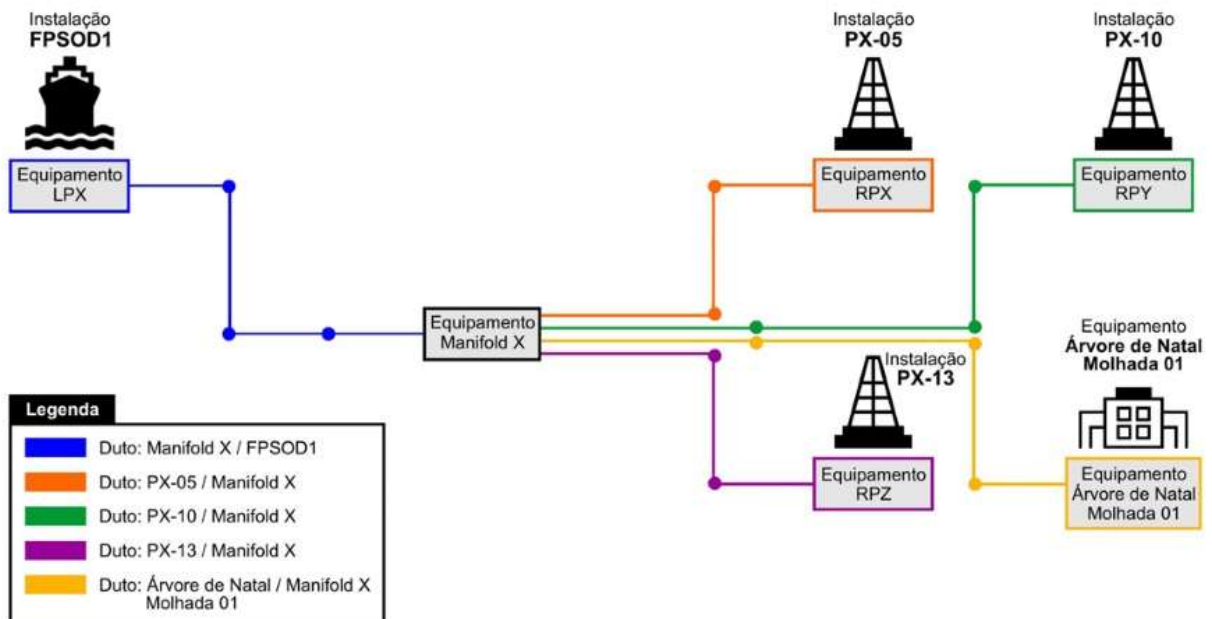 Instalação
FPSOD1
Instalação
PX-05
Instalação
PX-10
Equipamento
LPX
Equipamento
RPX
Equipamento
RPY
Equipamento
Manifold X
Instalação
PX-13
Equipamento
Árvore de Natal
Molhada 01
Equipamento
RPZ
Equipamento
Árvore de Natal
Molhada 01
Legenda
Duto: Manifold X / FPSOD1
Duto: PX-05 / Manifold X
Duto: PX-10 / Manifold X
Duto: PX-13 / Manifold X
Duto: Árvore de Natal / Manifold X
Molhada 01